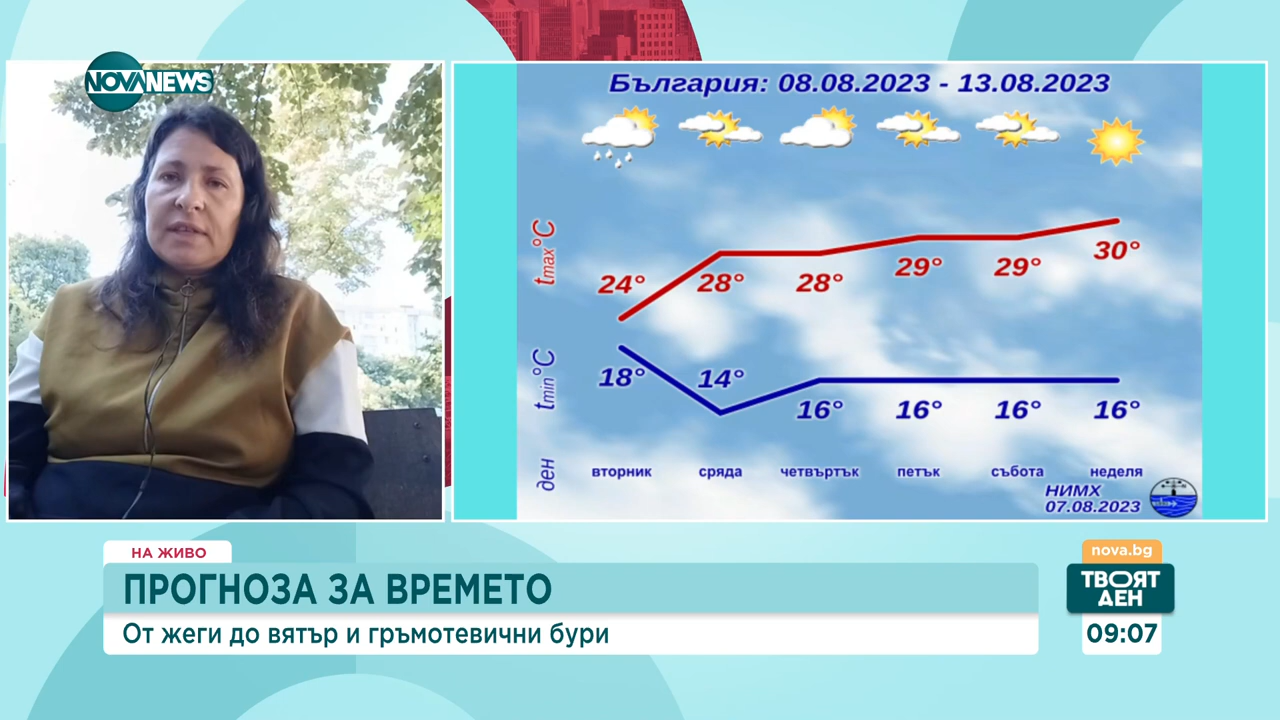 NOVA NEWS
България: 08.08.2023 - 13.08.2023
tmax°C
24° 28° 28° 29° 29° 30°
tmin°C
18° 14° 16° 16° 16° 16°
ден
вторник сряда четвъртък петък събота неделя
НИМХ
07.08.2023
НА ЖИВО
ПРОГНОЗА ЗА ВРЕМЕТО
От жеги до вятър и гръмотевични бури
nova.bg
ТВОЯТ
ДЕН
09:07